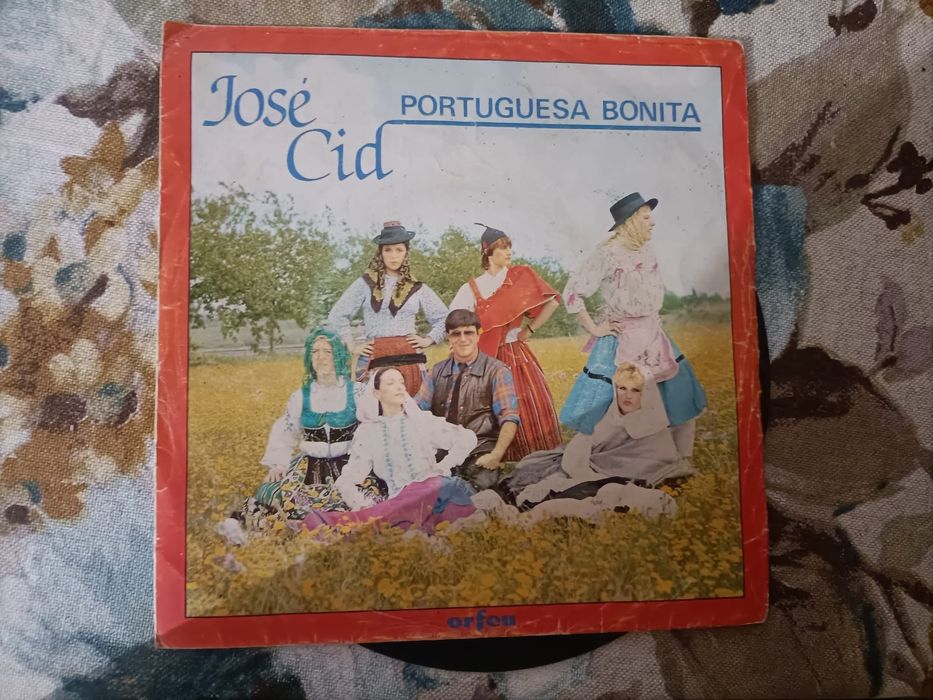 José
Cid
PORTUGUESA BONITA
orfeu